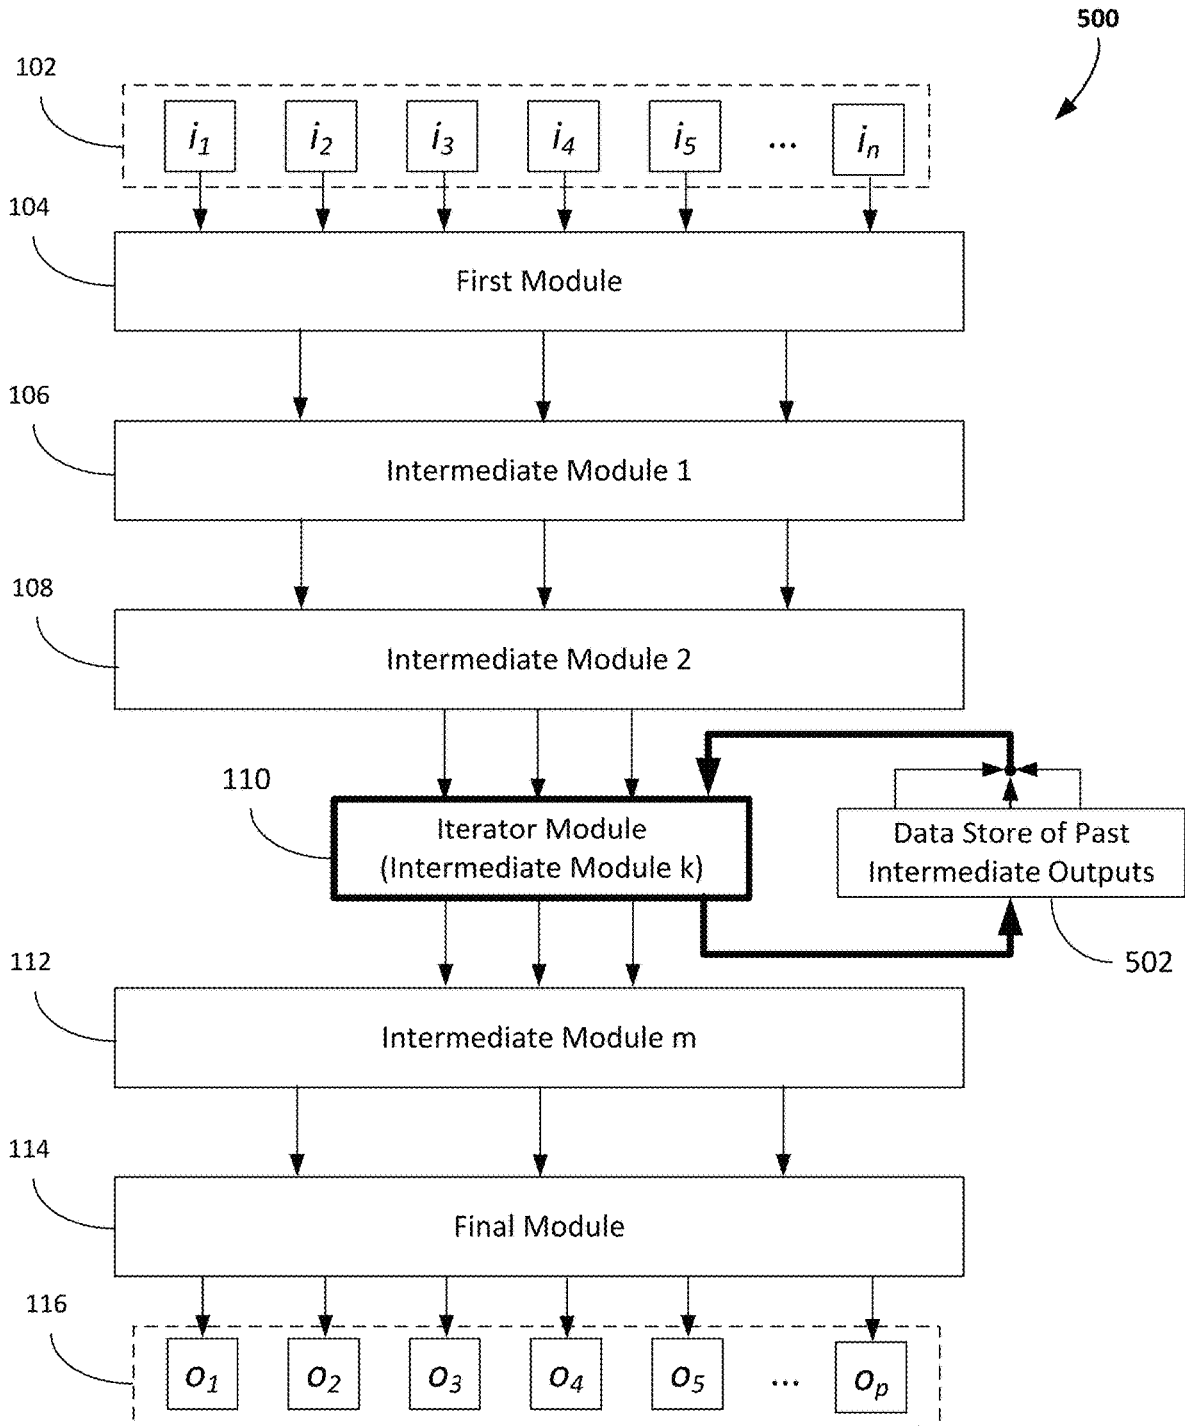 500
102
i1 i2 i3 i4 i5 ... in
104
First Module
106
Intermediate Module 1
108
Intermediate Module 2
110
Iterator Module
(Intermediate Module k)
Data Store of Past
Intermediate Outputs
502
112
Intermediate Module m
114
Final Module
116
o1 o2 o3 o4 o5 ... op